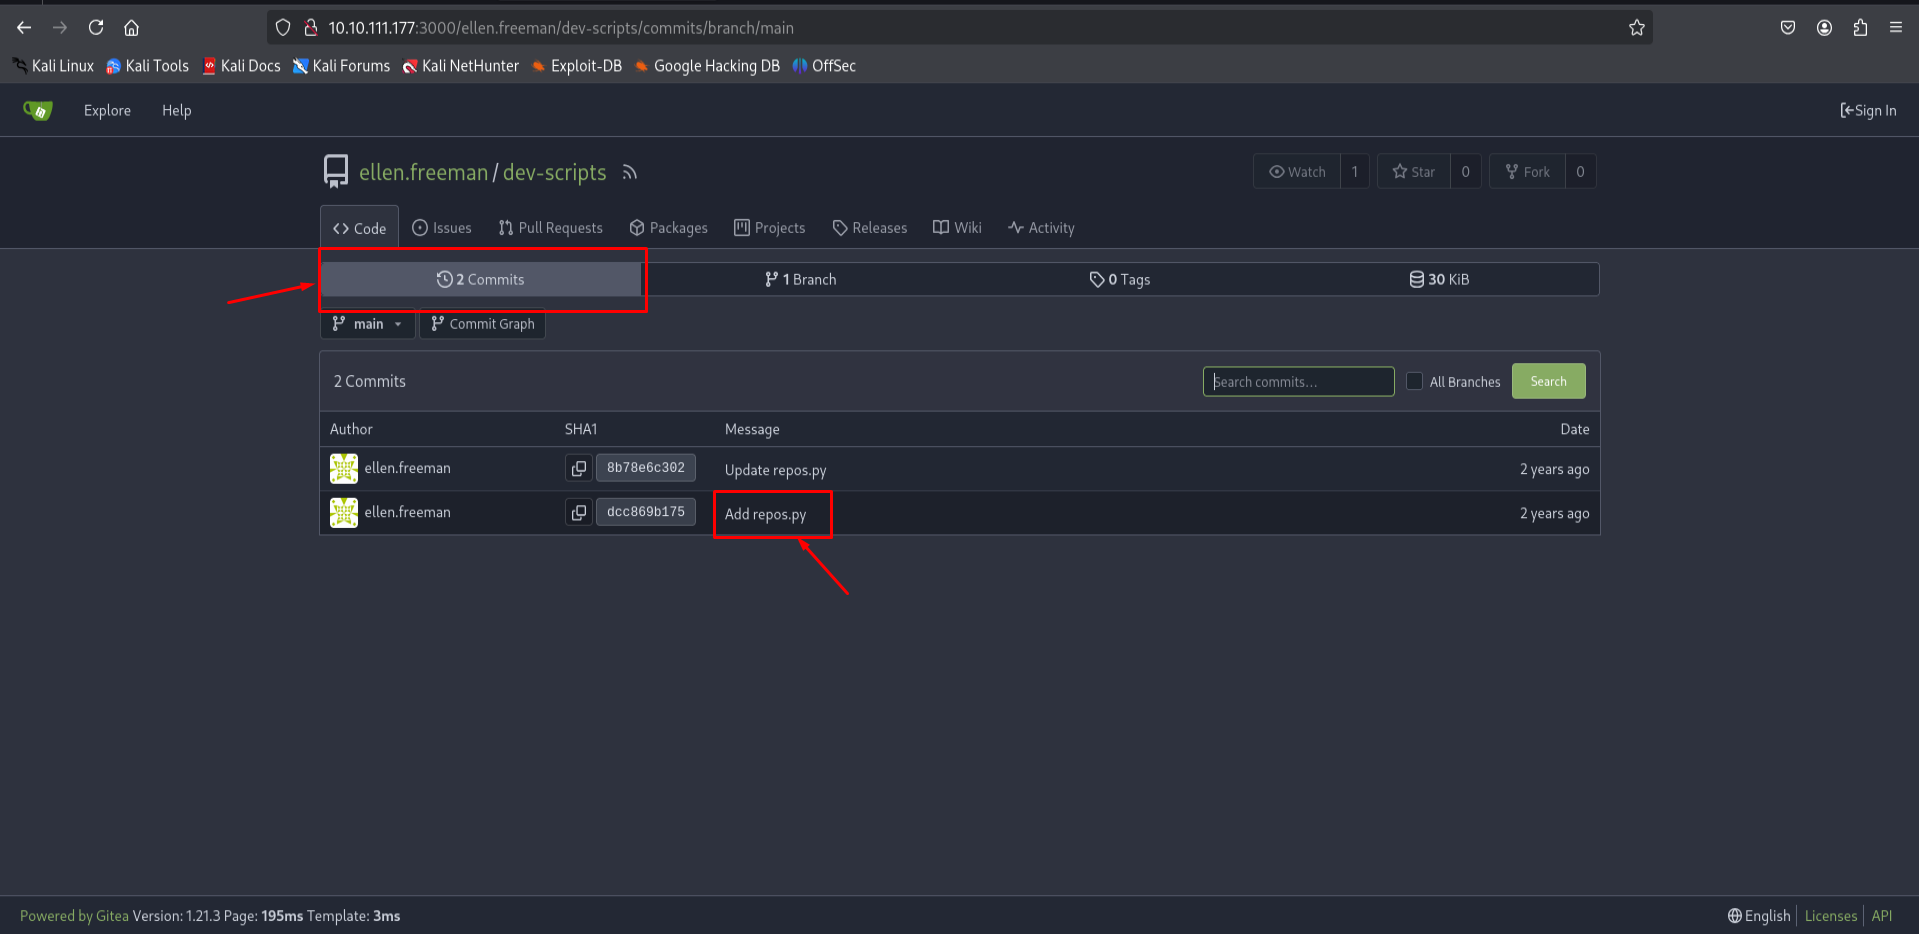 10.10.111.177:3000/ellen.freeman/dev-scripts/commits/branch/main
Kali Linux Kali Tools Kali Docs Kali Forums Kali NetHunter Exploit-DB Google Hacking DB OffSec
Explore Help Sign In
ellen.freeman / dev-scripts Watch 1 Star 0 Fork 0
<> Code Issues Pull Requests Packages Projects Releases Wiki Activity
2 Commits 1 Branch 0 Tags 30 KiB
main Commit Graph
2 Commits Search commits... All Branches Search
Author SHA1 Message Date
ellen.freeman 8b78e6c302 Update repos.py 2 years ago
ellen.freeman dcc869b175 Add repos.py 2 years ago
Powered by Gitea Version: 1.21.3 Page: 195ms Template: 3ms English Licenses API